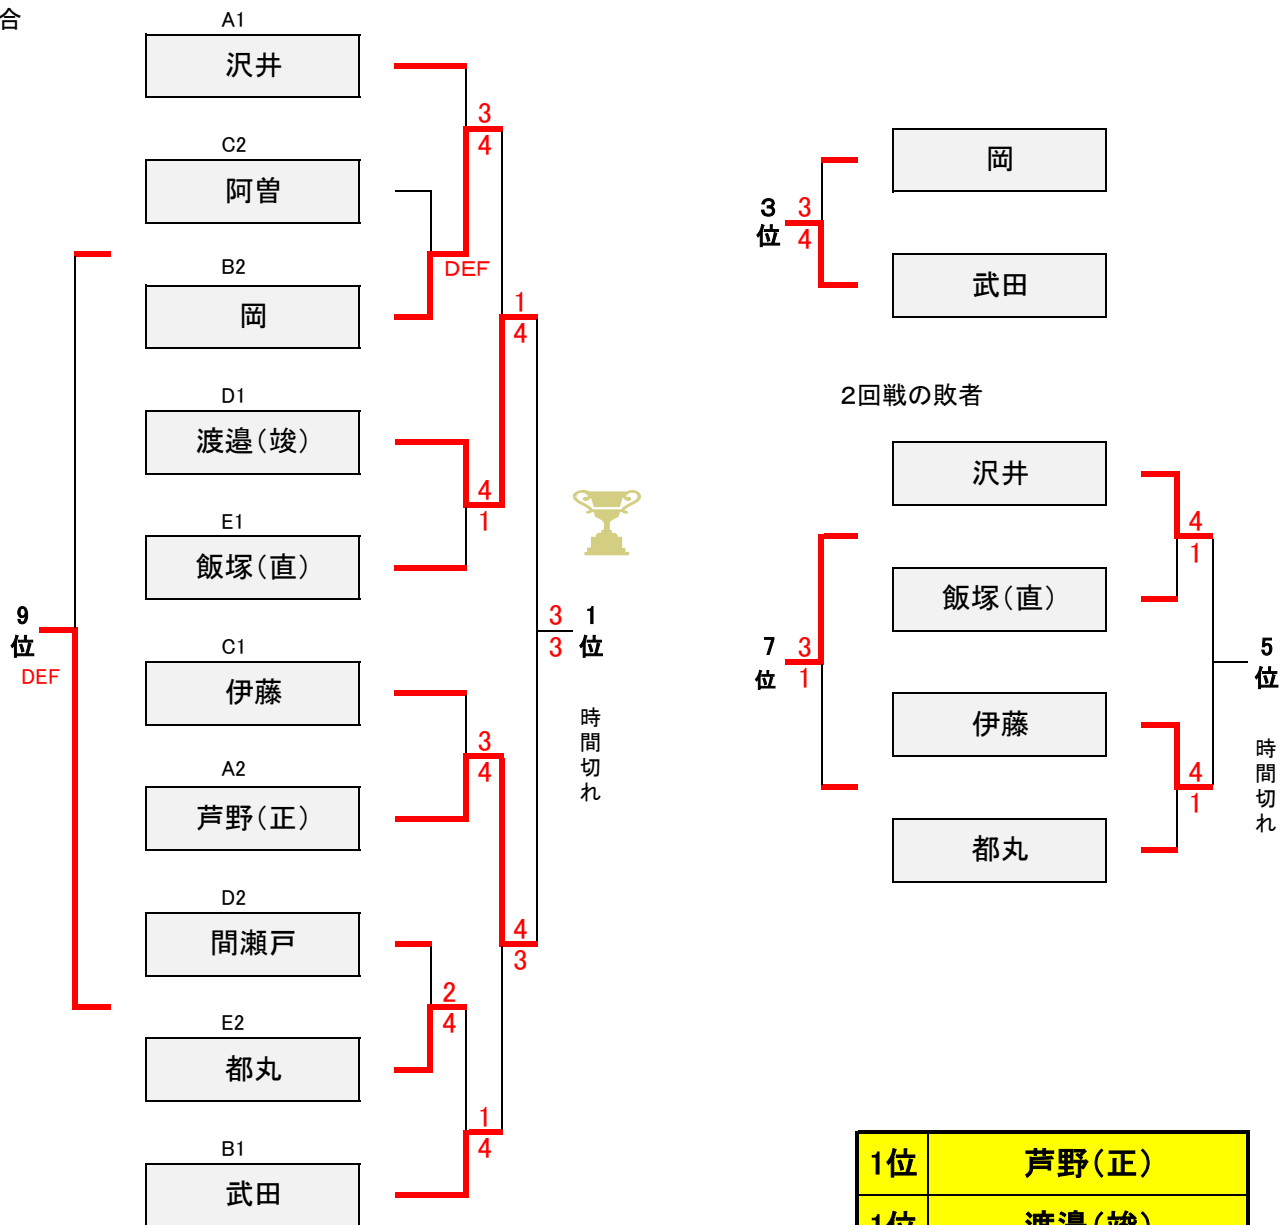 合
A1
沢井
C2
阿曽
B2
岡
D1
渡邉（竣）
E1
飯塚（直）
C1
伊藤
A2
芦野（正）
D2
間瀬戸
E2
都丸
B1
武田
9
位
DEF
3
4
DEF
1
4
4
1
3
3
1
位
時
間
切
れ
3
4
4
3
2
4
1
4
岡
武田
3
位
3
4
2回戦の敗者
沢井
飯塚（直）
伊藤
都丸
7
位
3
1
4
1
4
1
5
位
時
間
切
れ
1位 芦野（正）
1位 渡邉（竣）